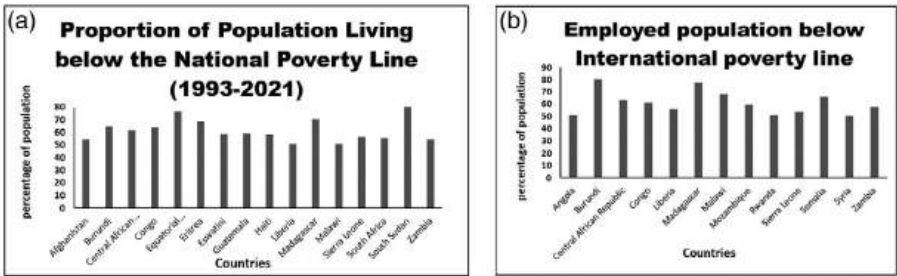 (a)
Proportion of Population Living
below the National Poverty Line
(1993-2021)
percentage of population
80
70
60
50
40
30
20
10
0
Afghanistan
Burundi
Central African...
Congo
Equatorial...
Eritrea
Eswatini
Guatemala
Haiti
Liberia
Madagascar
Malawi
Sierra Leone
South Africa
South Sudan
Zambia
Countries
(b)
Employed population below
International poverty line
percentage of population
90
80
70
60
50
40
30
20
10
0
Angola
Burundi
Central African Republic
Congo
Liberia
Madagascar
Malawi
Mozambique
Rwanda
Sierra Leone
Somalia
Syria
Zambia
Countries